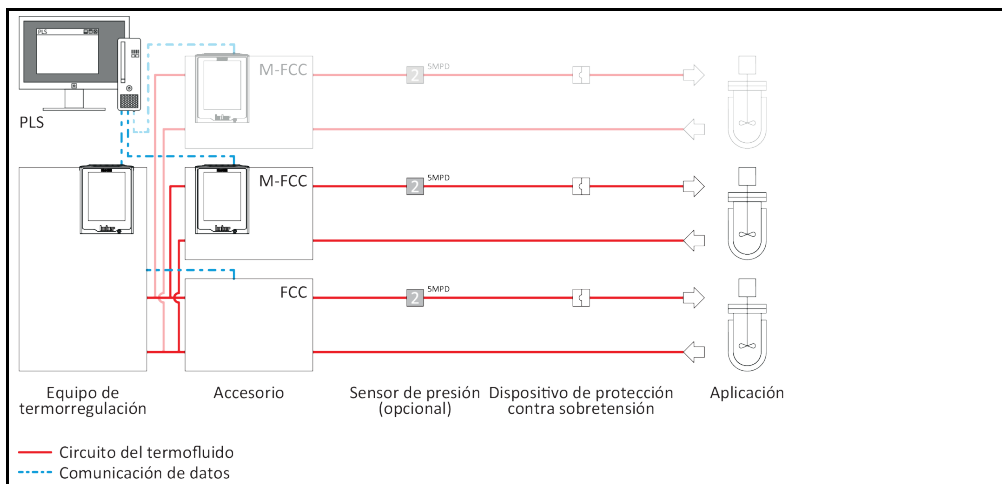 PLS
PLS
M-FCC
2
5MPD
M-FCC
2
5MPD
FCC
2
5MPD
Equipo de
termorregulación
Accesorio
Sensor de presión
(opcional)
Dispositivo de protección
contra sobretensión
Aplicación
Circuito del termofluido
Comunicación de datos